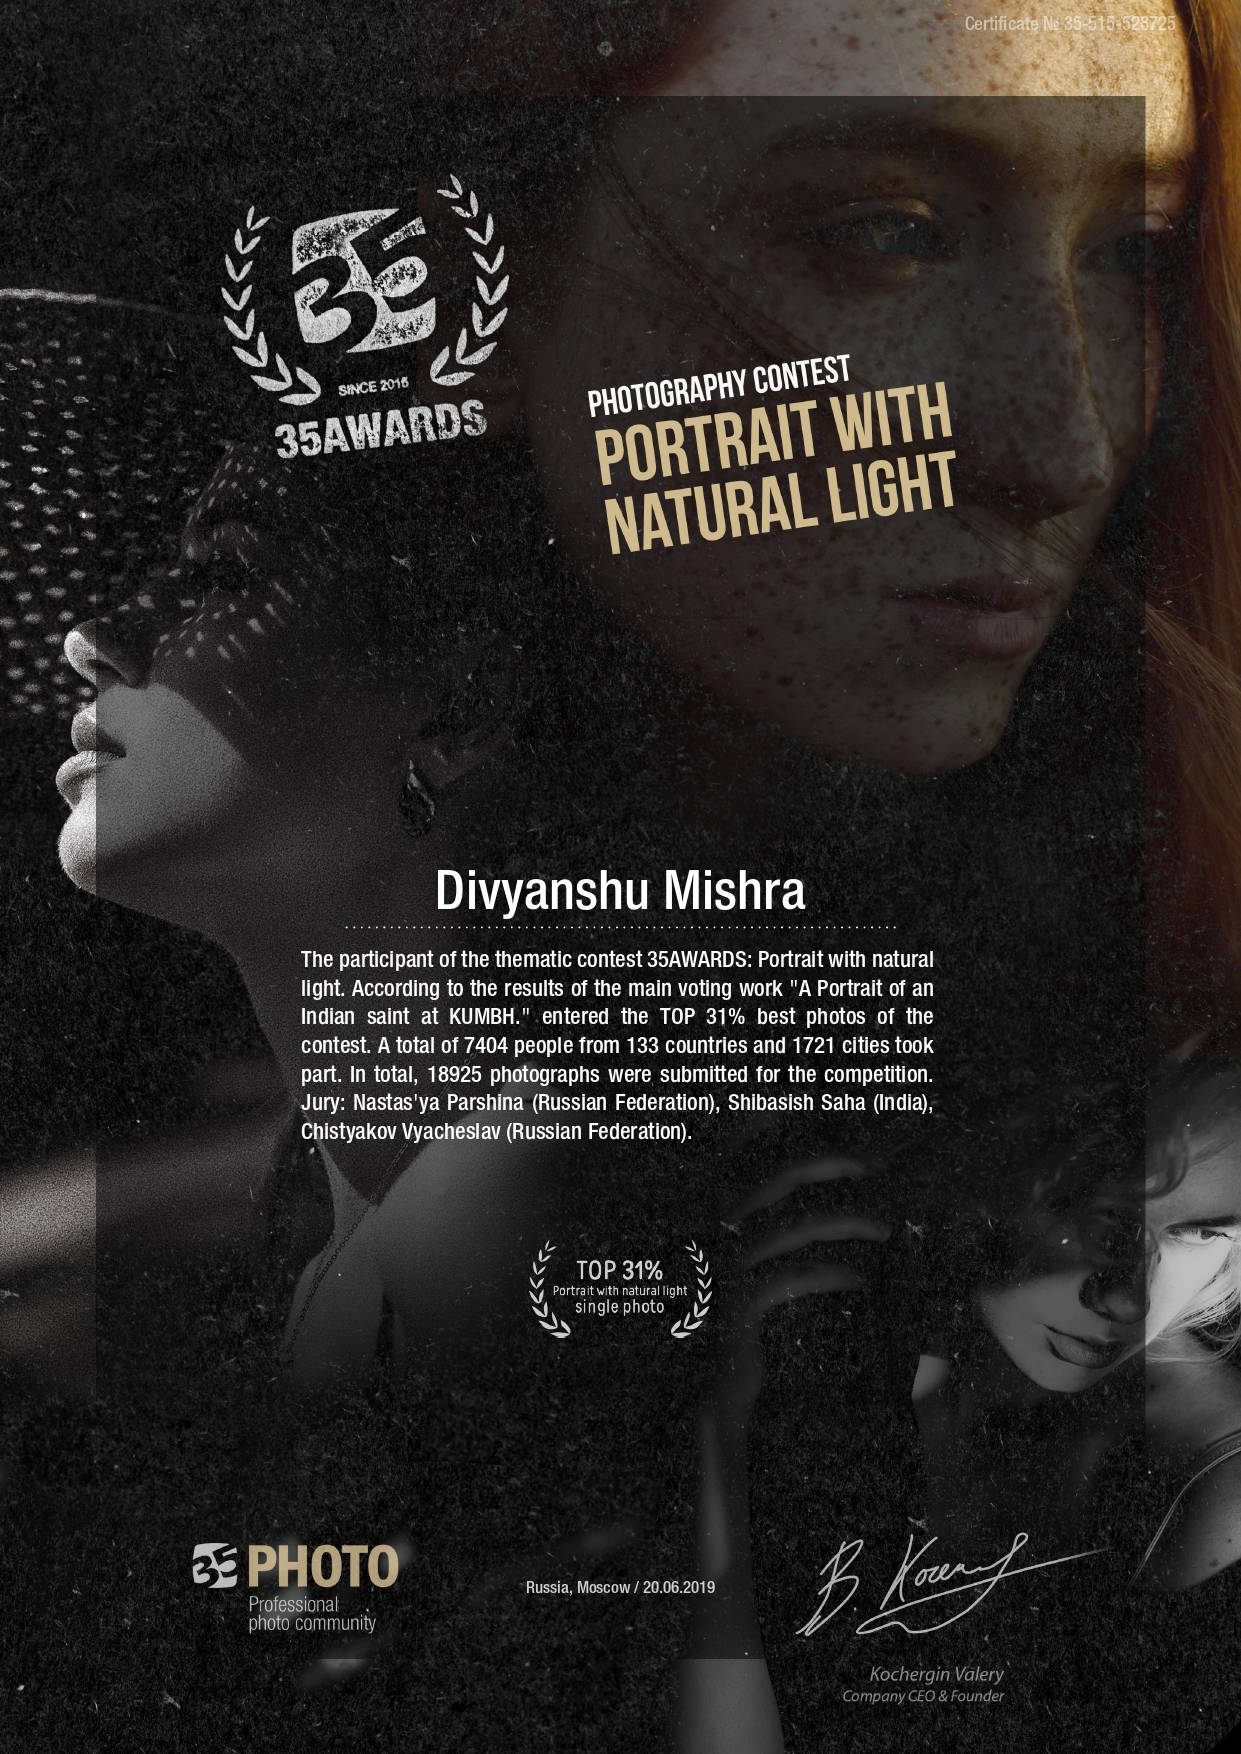 Certificate № 35-515-528725
35
SINCE 2015
35AWARDS
PHOTOGRAPHY CONTEST
PORTRAIT WITH
NATURAL LIGHT
Divyanshu Mishra
The participant of the thematic contest 35AWARDS: Portrait with natural
light. According to the results of the main voting work "A Portrait of an
Indian saint at KUMBH." entered the TOP 31% best photos of the
contest. A total of 7404 people from 133 countries and 1721 cities took
part. In total, 18925 photographs were submitted for the competition.
Jury: Nastas'ya Parshina (Russian Federation), Shibasish Saha (India),
Chistyakov Vyacheslav (Russian Federation).
TOP 31%
Portrait with natural light
single photo
35 PHOTO
Professional
photo community
Russia, Moscow / 20.06.2019
Kochergin Valery
Company CEO & Founder